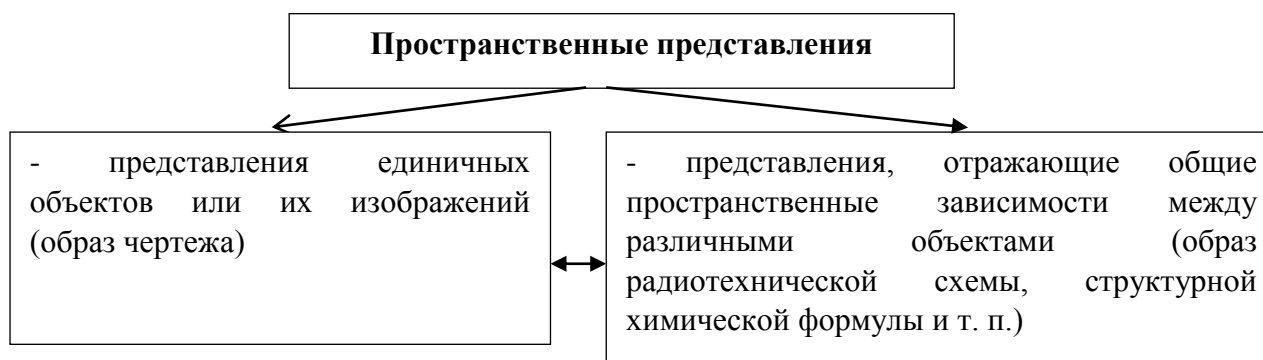 Пространственные представления
- представления единичных
объектов или их изображений
(образ чертежа)
- представления, отражающие общие
пространственные зависимости между
различными объектами (образ
радиотехнической схемы, структурной
химической формулы и т. п.)